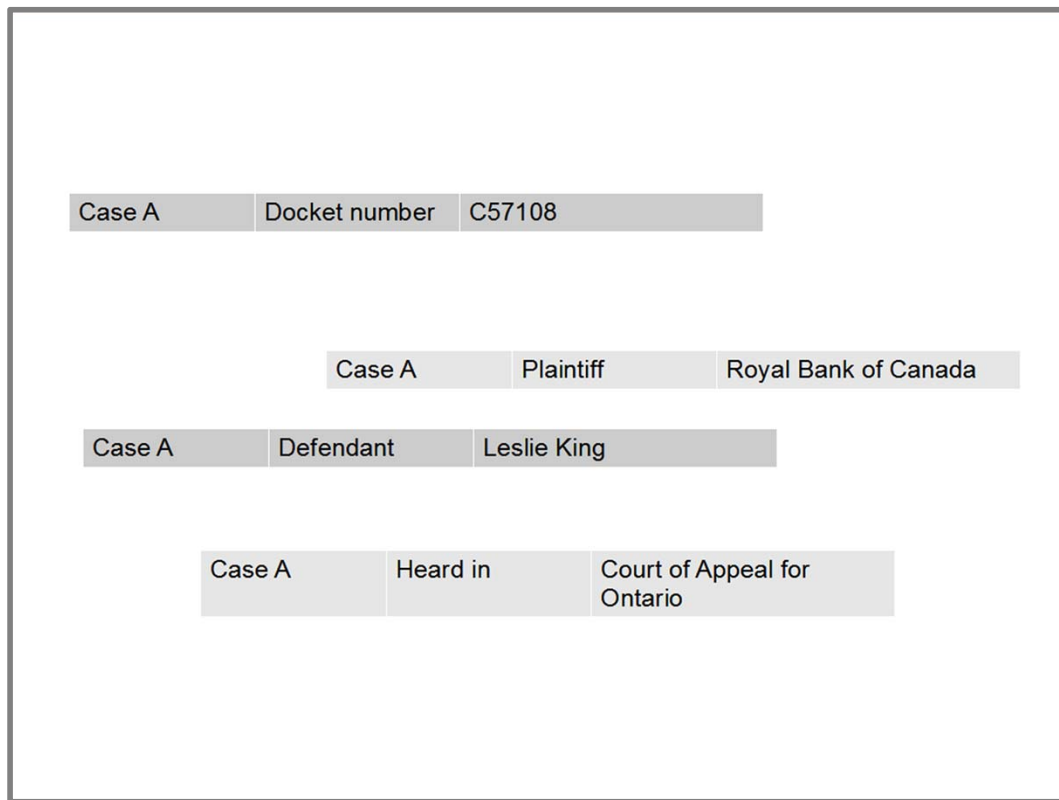 Case A Docket number C57108
Case A Plaintiff Royal Bank of Canada
Case A Defendant Leslie King
Case A Heard in Court of Appeal for
Ontario